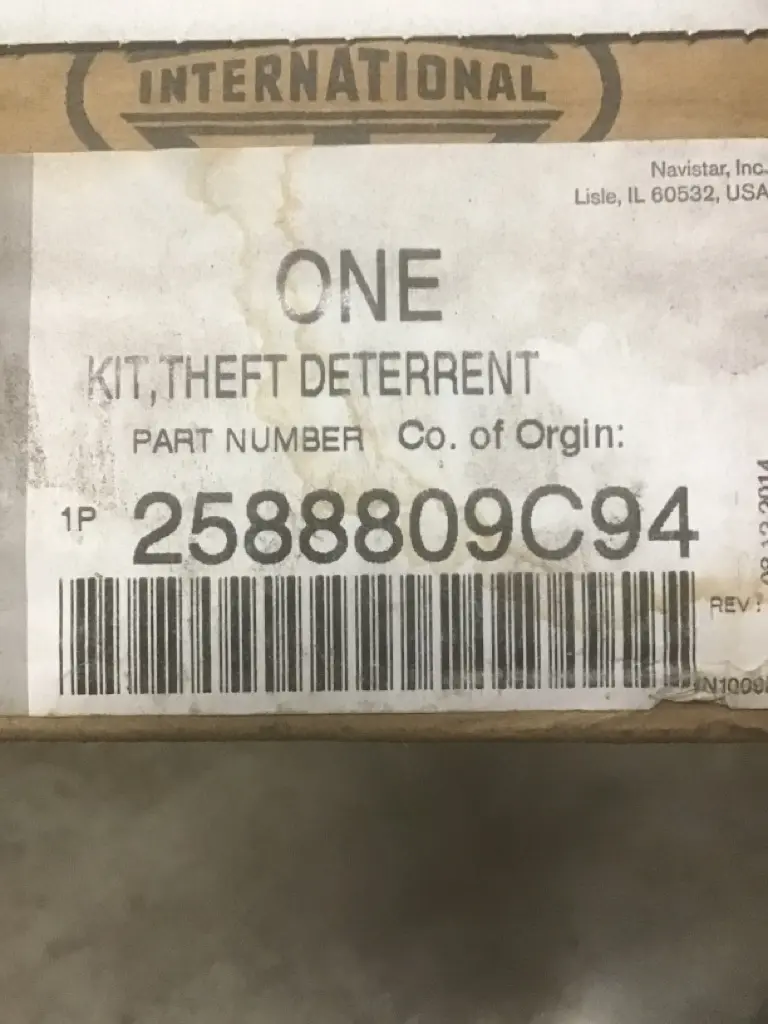 INTERNATIONAL
Navistar, Inc.
Lisle, IL 60532, USA
ONE
KIT,THEFT DETERRENT
PART NUMBER Co. of Orgin:
1P 2588809C94
REV: